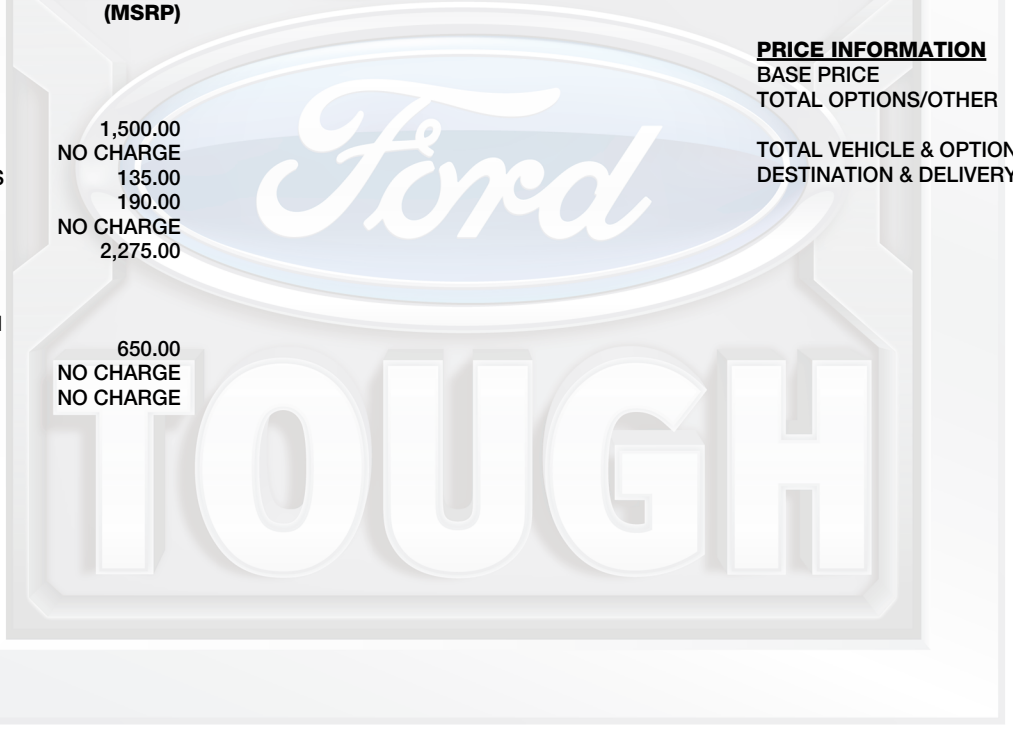 (MSRP)
1,500.00
NO CHARGE
S 135.00
190.00
NO CHARGE
2,275.00
650.00
NO CHARGE
NO CHARGE
PRICE INFORMATION
BASE PRICE
TOTAL OPTIONS/OTHER
TOTAL VEHICLE & OPTION
DESTINATION & DELIVERY
Ford
TOUGH